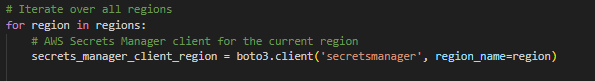 # Iterate over all regions
for region in regions:
    # AWS Secrets Manager client for the current region
    secrets_manager_client_region = boto3.client('secretsmanager', region_name=region)